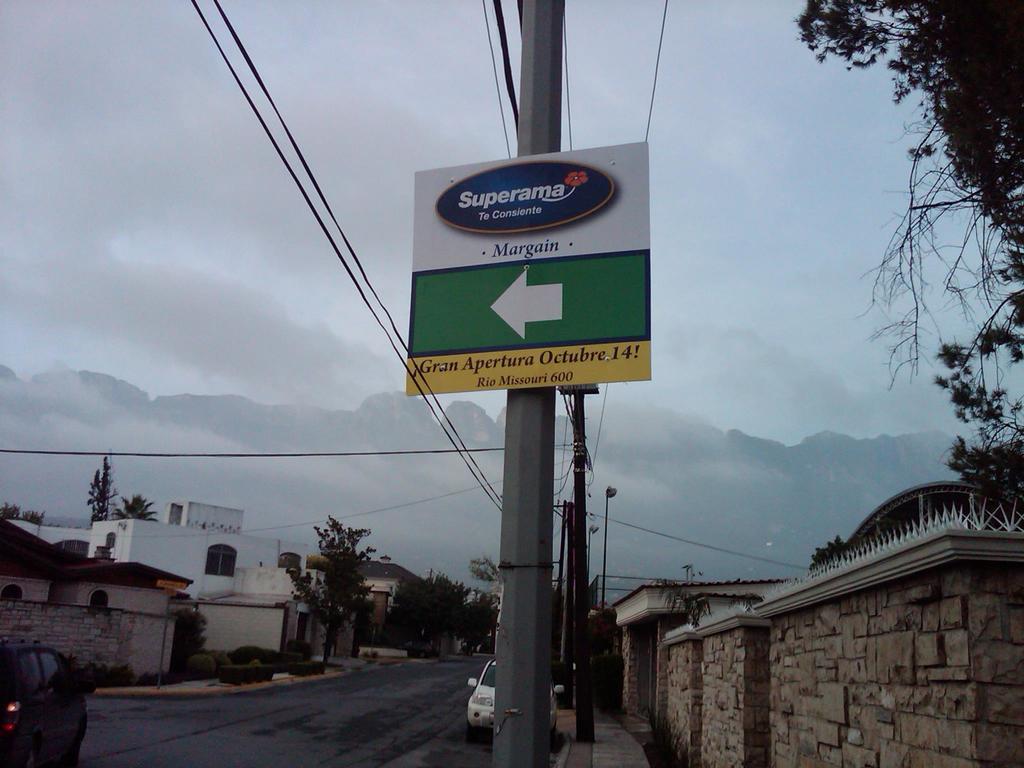 Superama
Te Consiente
· Margain ·
¡Gran Apertura Octubre 14!
Rio Missouri 600